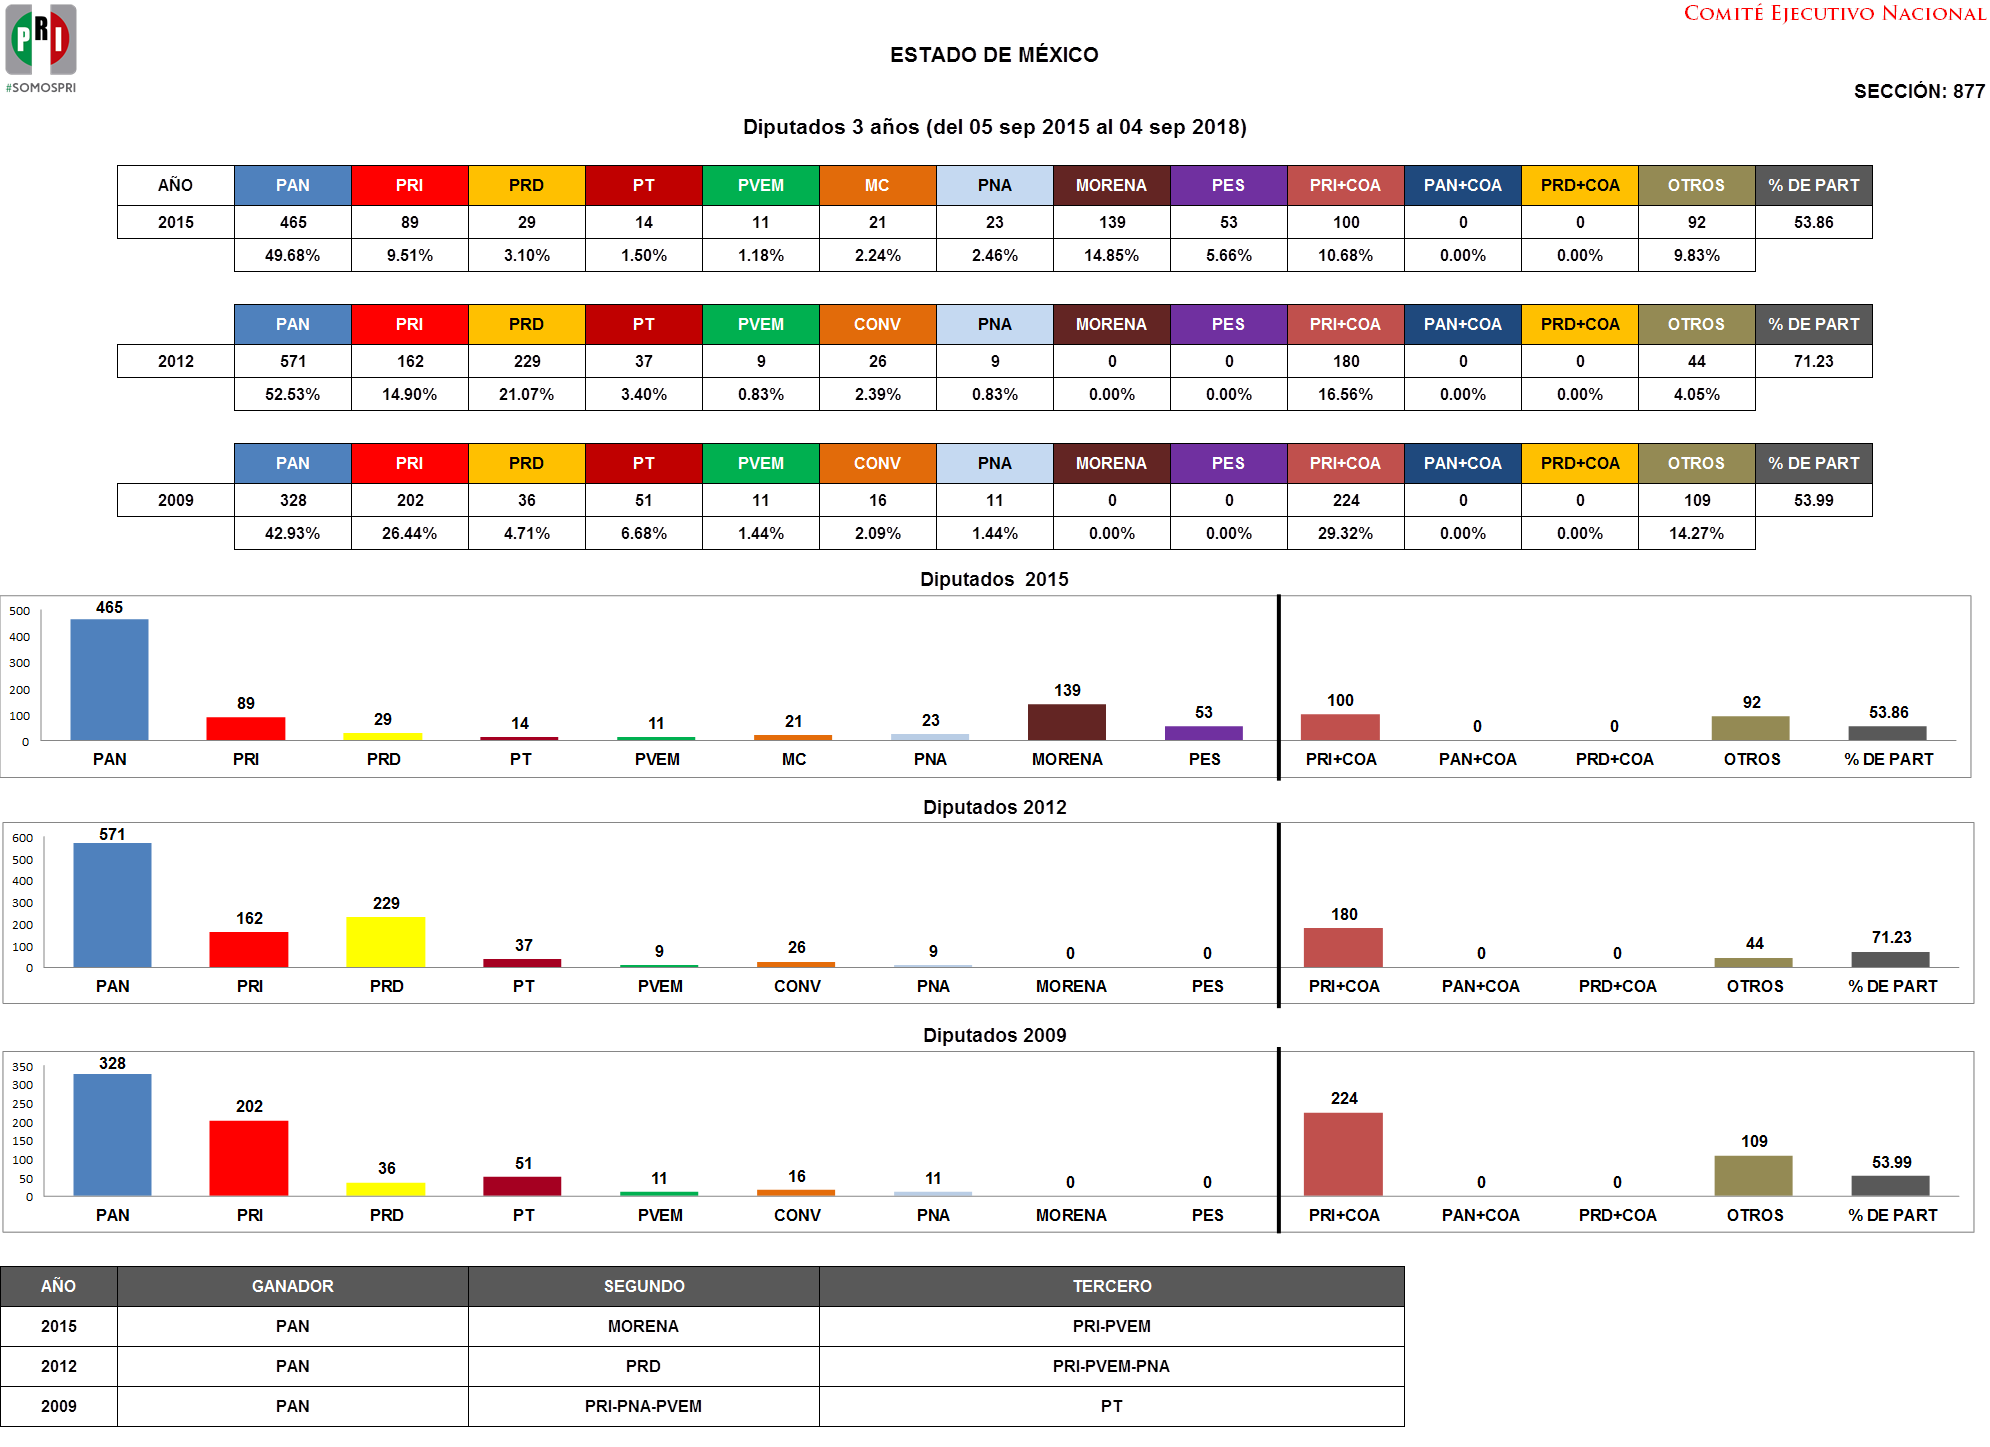 PRI
#SOMOSPRI
COMITÉ EJECUTIVO NACIONAL
ESTADO DE MÉXICO
SECCIÓN: 877
Diputados 3 años (del 05 sep 2015 al 04 sep 2018)
AÑO PAN PRI PRD PT PVEM MC PNA MORENA PES PRI+COA PAN+COA PRD+COA OTROS % DE PART
2015 465 89 29 14 11 21 23 139 53 100 0 0 92 53.86
49.68% 9.51% 3.10% 1.50% 1.18% 2.24% 2.46% 14.85% 5.66% 10.68% 0.00% 0.00% 9.83%
PAN PRI PRD PT PVEM CONV PNA MORENA PES PRI+COA PAN+COA PRD+COA OTROS % DE PART
2012 571 162 229 37 9 26 9 0 0 180 0 0 44 71.23
52.53% 14.90% 21.07% 3.40% 0.83% 2.39% 0.83% 0.00% 0.00% 16.56% 0.00% 0.00% 4.05%
PAN PRI PRD PT PVEM CONV PNA MORENA PES PRI+COA PAN+COA PRD+COA OTROS % DE PART
2009 328 202 36 51 11 16 11 0 0 224 0 0 109 53.99
42.93% 26.44% 4.71% 6.68% 1.44% 2.09% 1.44% 0.00% 0.00% 29.32% 0.00% 0.00% 14.27%
Diputados 2015
500
400
300
200
100
0
465 89 29 14 11 21 23 139 53 100 0 0 92 53.86
PAN PRI PRD PT PVEM MC PNA MORENA PES PRI+COA PAN+COA PRD+COA OTROS % DE PART
Diputados 2012
600
500
400
300
200
100
0
571 162 229 37 9 26 9 0 0 180 0 0 44 71.23
PAN PRI PRD PT PVEM CONV PNA MORENA PES PRI+COA PAN+COA PRD+COA OTROS % DE PART
Diputados 2009
350
300
250
200
150
100
50
0
328 202 36 51 11 16 11 0 0 224 0 0 109 53.99
PAN PRI PRD PT PVEM CONV PNA MORENA PES PRI+COA PAN+COA PRD+COA OTROS % DE PART
AÑO GANADOR SEGUNDO TERCERO
2015 PAN MORENA PRI-PVEM
2012 PAN PRD PRI-PVEM-PNA
2009 PAN PRI-PNA-PVEM PT